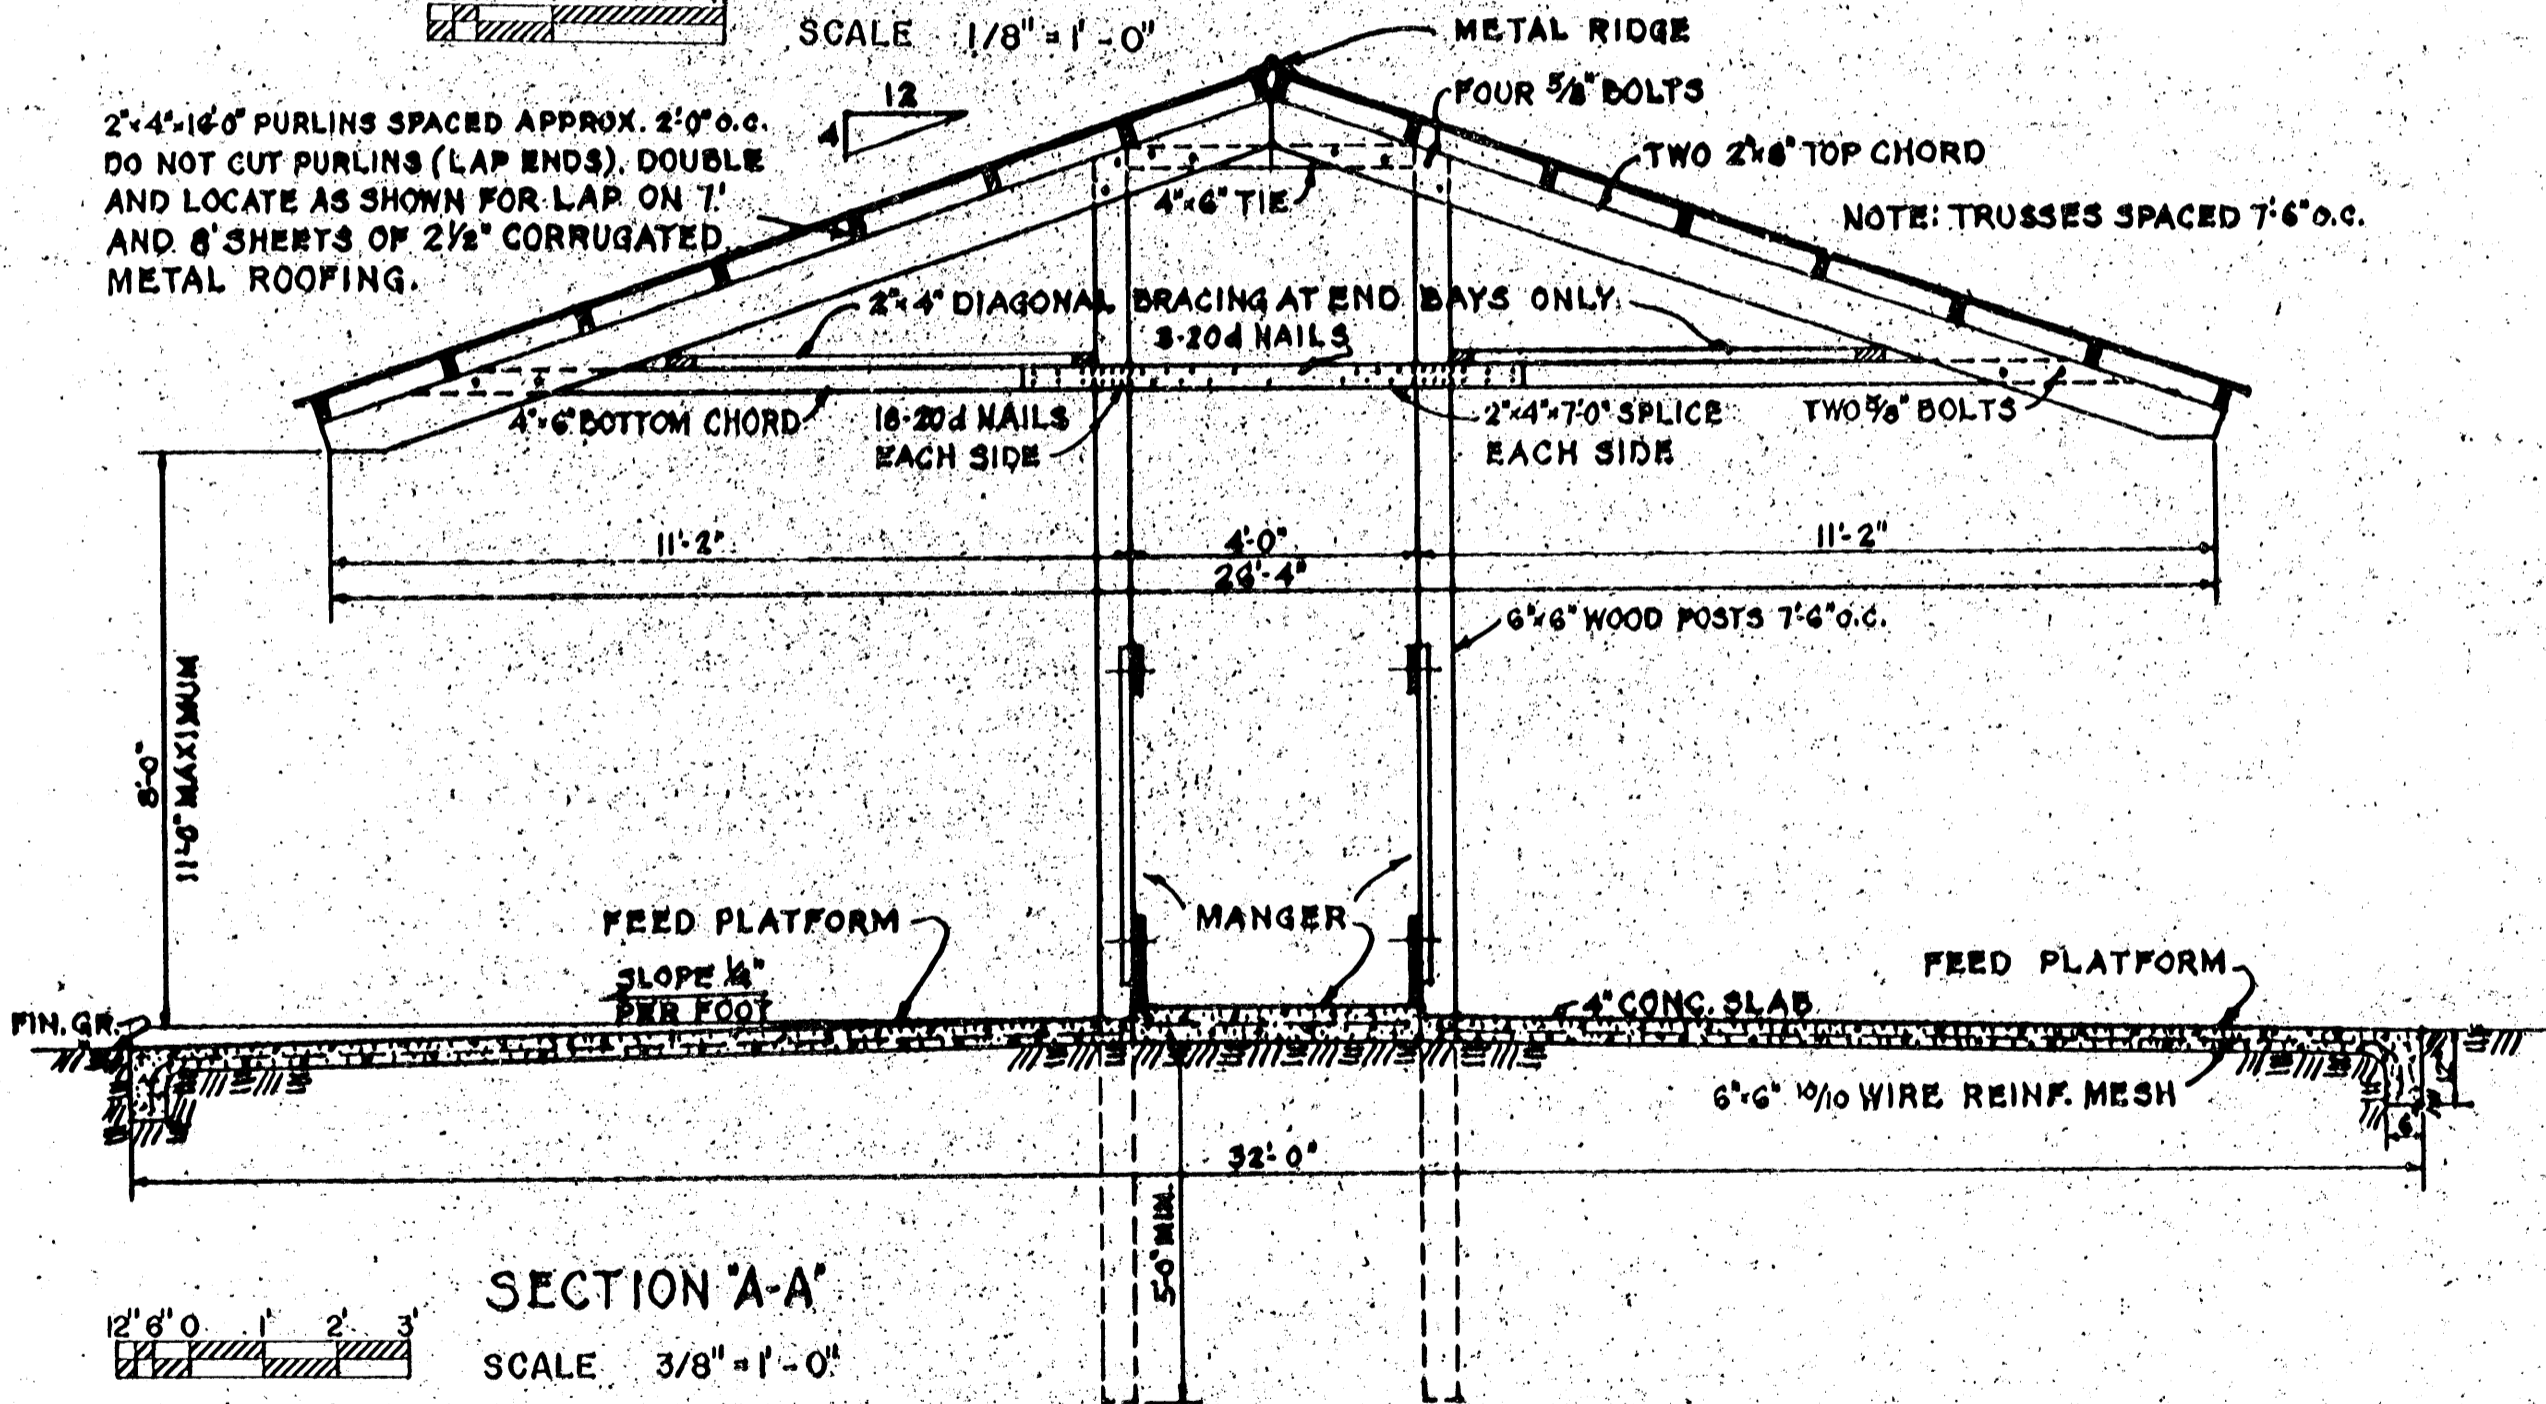 SCALE 1/8" = 1'-0"
METAL RIDGE
FOUR 5/8" BOLTS
12
4
2"x4"x16'-0" PURLINS SPACED APPROX. 2'-0" O.C.
DO NOT CUT PURLINS (LAP ENDS). DOUBLE
AND LOCATE AS SHOWN FOR LAP ON 7'
AND 8' SHEETS OF 2 1/2" CORRUGATED
METAL ROOFING.
TWO 2"x8" TOP CHORD
4"x6" TIE
NOTE: TRUSSES SPACED 7'-6" O.C.
2"x4" DIAGONAL BRACING AT END BAYS ONLY
8-20d NAILS
4"x6" BOTTOM CHORD
18-20d NAILS
EACH SIDE
2"x4"x7'-0" SPLICE
EACH SIDE
TWO 5/8" BOLTS
11'-2"
4'-0"
11'-2"
26'-4"
6"x6" WOOD POSTS 7'-6" O.C.
8'-0"
11'-6" MAXIMUM
FEED PLATFORM
MANGER
FEED PLATFORM
SLOPE 1/4"
PER FOOT
4" CONC. SLAB
FIN. GR.
6"x6" 10/10 WIRE REINF. MESH
12"
6"
32'-0"
5'-0" MIN.
SECTION "A-A"
12" 6" 0 1' 2' 3'
SCALE 3/8" = 1'-0"